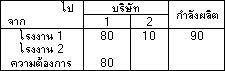 ไป บริษัท กำลังผลิต
จาก 1 2
โรงงาน 1 80 10 90
โรงงาน 2
ความต้องการ 80